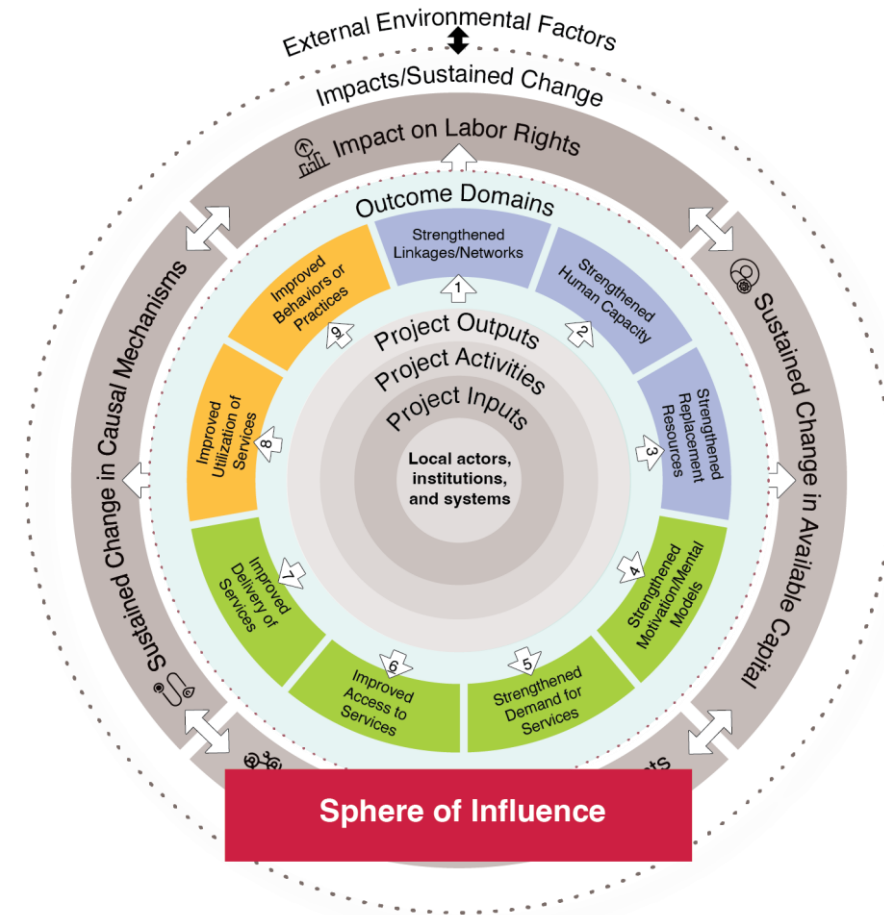 External Environmental Factors
Impacts/Sustained Change
Impact on Labor Rights
Sustained Change in Available Capital
Sustained Change in Causal Mechanisms
Outcome Domains
Strengthened
Linkages/Networks
1
Strengthened
Human Capacity
2
Strengthened
Replacement
Resources
3
Strengthened
Motivation/Mental
Models
4
Strengthened
Demand for
Services
5
Improved
Access to
Services
6
Improved
Delivery of
Services
7
Improved
Utilization of
Services
8
Improved
Behaviors or
Practices
9
Project Outputs
Project Activities
Project Inputs
Local actors,
institutions,
and systems
Sphere of Influence